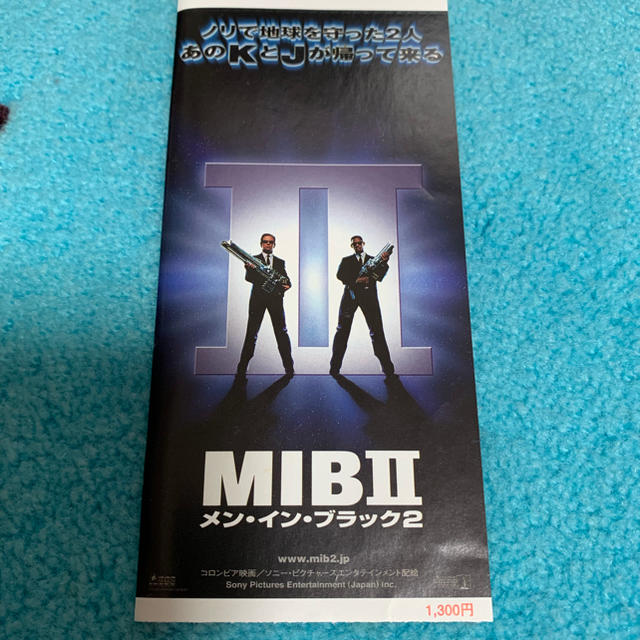 ノリで地球を守った2人
あのKとJが帰って来る
MIBII
メン・イン・ブラック2
www.mib2.jp
コロンビア映画/ソニー・ピクチャーズエンタテインメント配給
Sony Pictures Entertainment (Japan) Inc.
1,300円